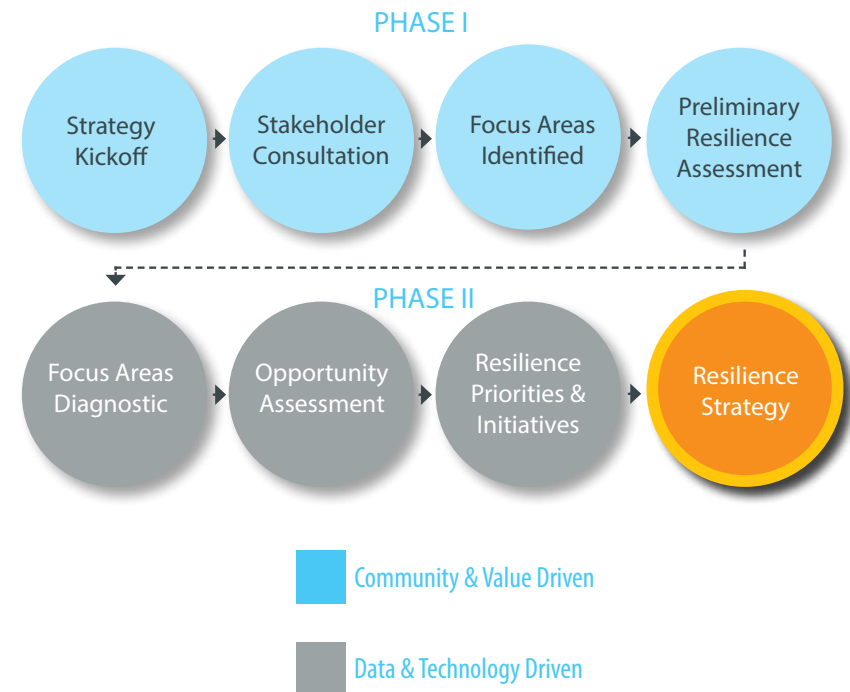 PHASE I
Strategy
Kickoff
Stakeholder
Consultation
Focus Areas
Identified
Preliminary
Resilience
Assessment
PHASE II
Focus Areas
Diagnostic
Opportunity
Assessment
Resilience
Priorities &
Initiatives
Resilience
Strategy
Community & Value Driven
Data & Technology Driven